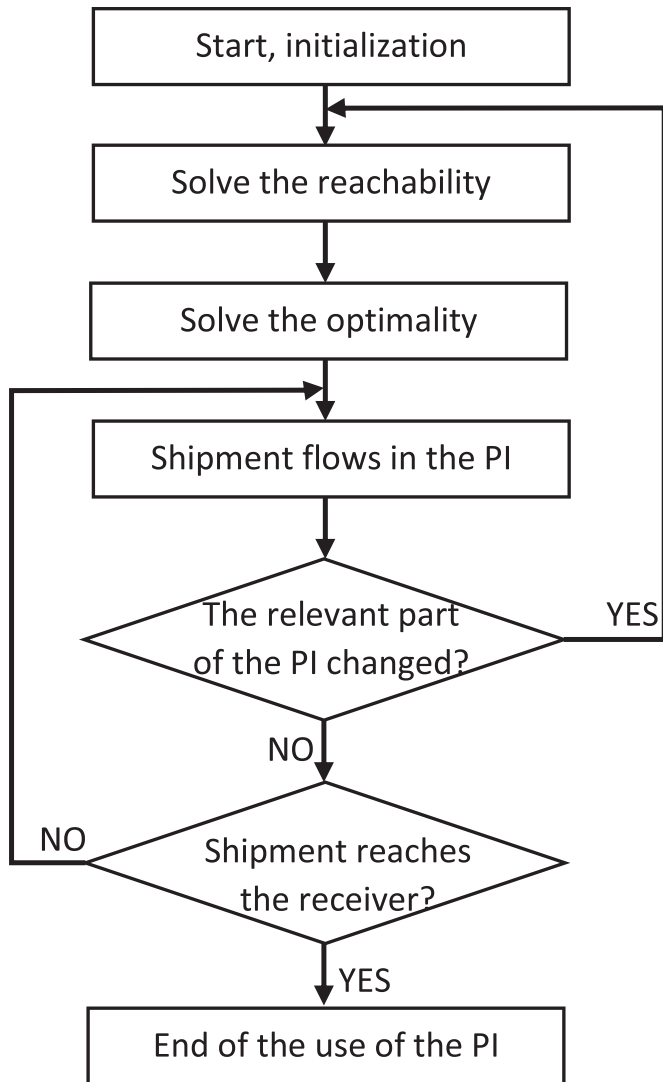 Start, initialization
Solve the reachability
Solve the optimality
Shipment flows in the PI
The relevant part
of the PI changed?
YES
NO
NO
Shipment reaches
the receiver?
YES
End of the use of the PI